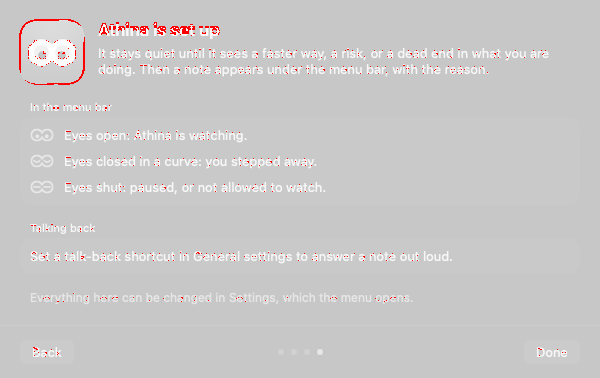 Athina is set up
It stays quiet until it sees a faster way, a risk, or a dead end in what you are
doing. Then a note appears under the menu bar, with the reason.
In the menu bar
Eyes open: Athina is watching.
Eyes closed in a curve: you stepped away.
Eyes shut: paused, or not allowed to watch.
Talking back
Set a talk-back shortcut in General settings to answer a note out loud.
Everything here can be changed in Settings, which the menu opens.
Back
Done